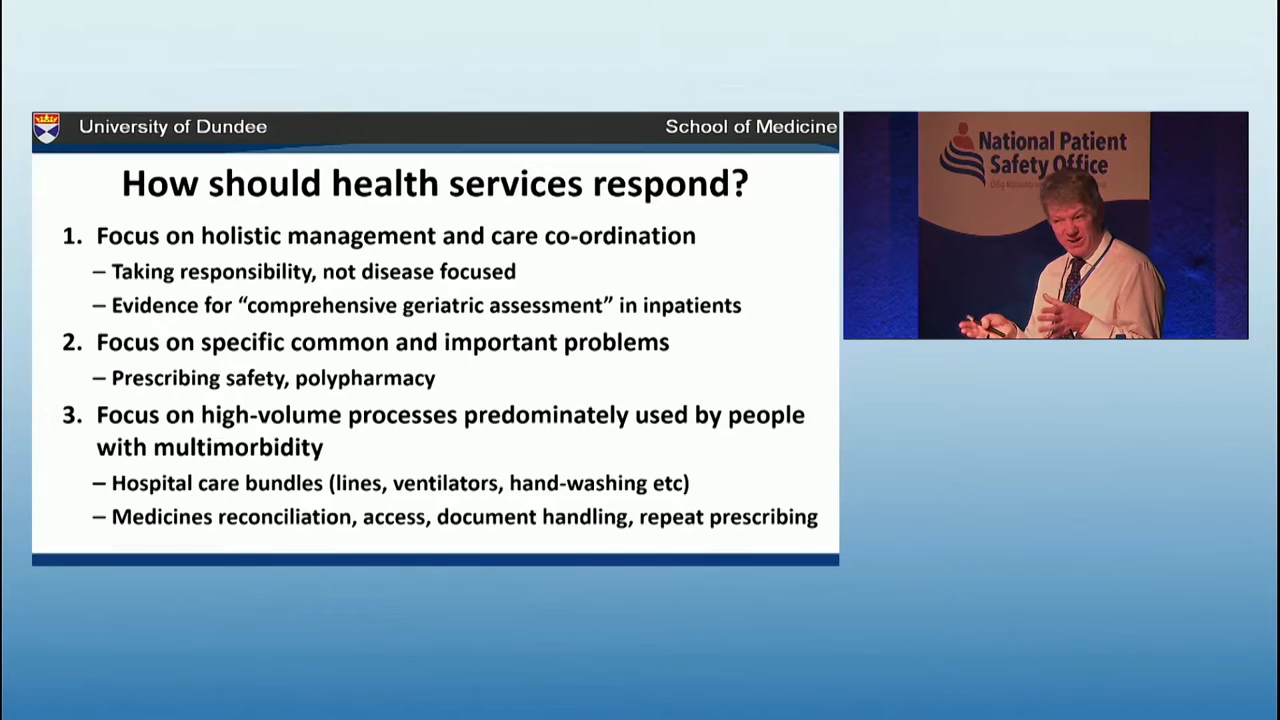 University of Dundee
School of Medicine
How should health services respond?
1. Focus on holistic management and care co-ordination
– Taking responsibility, not disease focused
– Evidence for “comprehensive geriatric assessment” in inpatients
2. Focus on specific common and important problems
– Prescribing safety, polypharmacy
3. Focus on high-volume processes predominately used by people
with multimorbidity
– Hospital care bundles (lines, ventilators, hand-washing etc)
– Medicines reconciliation, access, document handling, repeat prescribing
National Patient
Safety Office